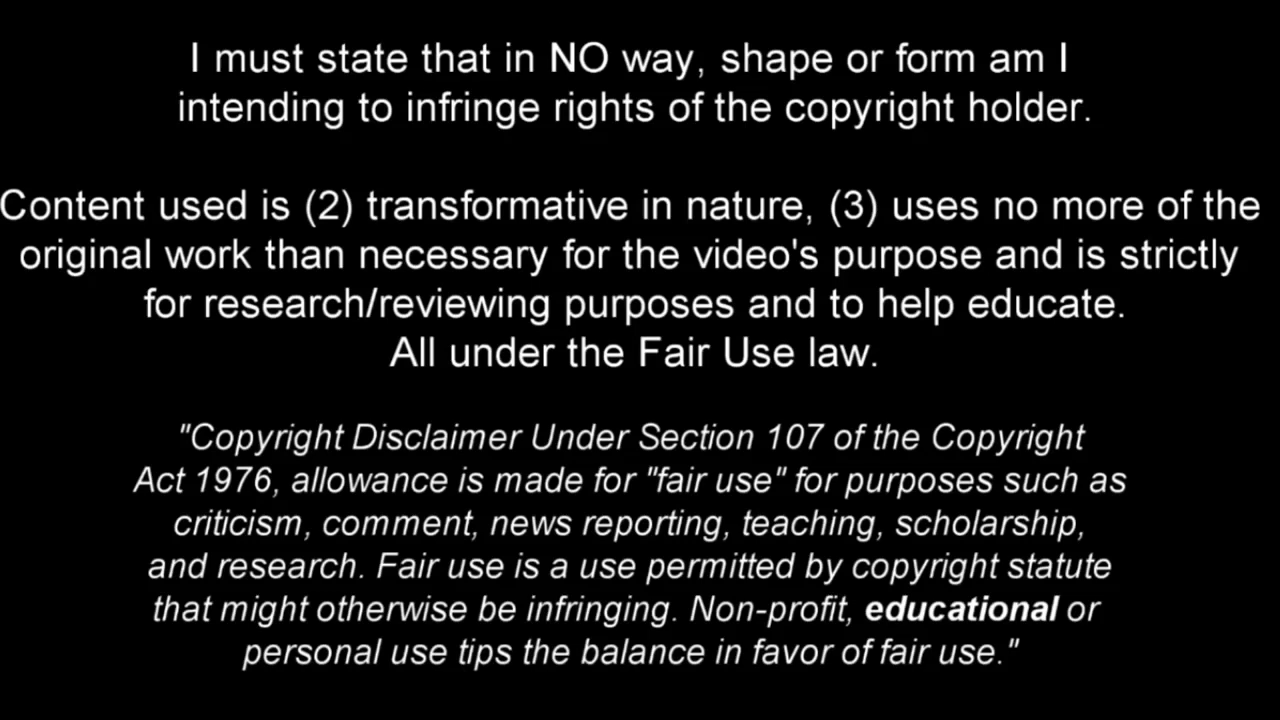 I must state that in NO way, shape or form am I
intending to infringe rights of the copyright holder.
Content used is (2) transformative in nature, (3) uses no more of the
original work than necessary for the video's purpose and is strictly
for research/reviewing purposes and to help educate.
All under the Fair Use law.
"Copyright Disclaimer Under Section 107 of the Copyright
Act 1976, allowance is made for "fair use" for purposes such as
criticism, comment, news reporting, teaching, scholarship,
and research. Fair use is a use permitted by copyright statute
that might otherwise be infringing. Non-profit, educational or
personal use tips the balance in favor of fair use."